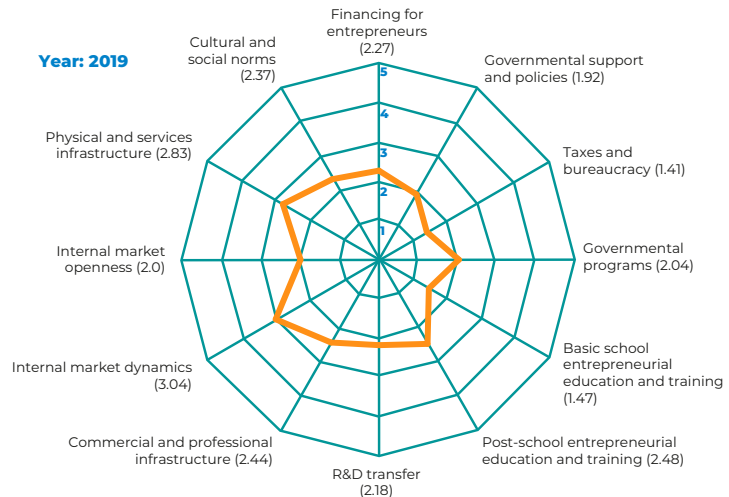 Year: 2019
Financing for
entrepreneurs
(2.27)
Governmental support
and policies (1.92)
Taxes and
bureaucracy (1.41)
Governmental
programs (2.04)
Basic school
entrepreneurial
education and training
(1.47)
Post-school entrepreneurial
education and training (2.48)
R&D transfer
(2.18)
Commercial and professional
infrastructure (2.44)
Internal market dynamics
(3.04)
Internal market
openness (2.0)
Physical and services
infrastructure (2.83)
Cultural and
social norms
(2.37)
5
4
3
2
1